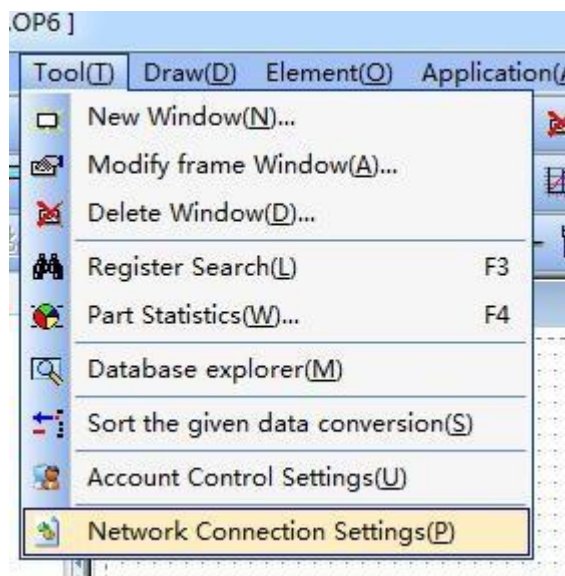 .OP6 ]
Tool(T) Draw(D) Element(O) Application(A
New Window(N)...
Modify frame Window(A)...
Delete Window(D)...
Register Search(L) F3
Part Statistics(W)... F4
Database explorer(M)
Sort the given data conversion(S)
Account Control Settings(U)
Network Connection Settings(P)